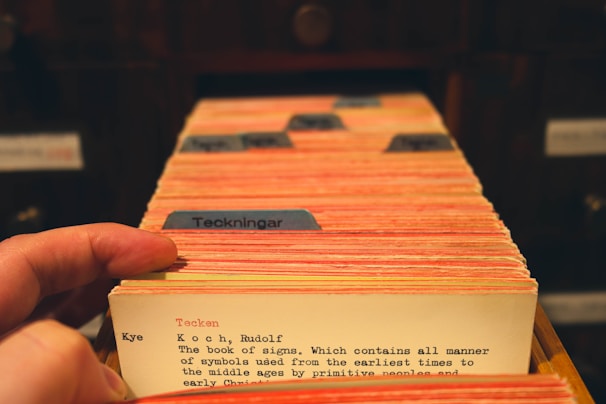 Teckningar
Tecken
Kye K o c h, Rudolf
The book of signs. Which contains all manner
of symbols used from the earliest times to
the middle ages by primitive peoples and
early